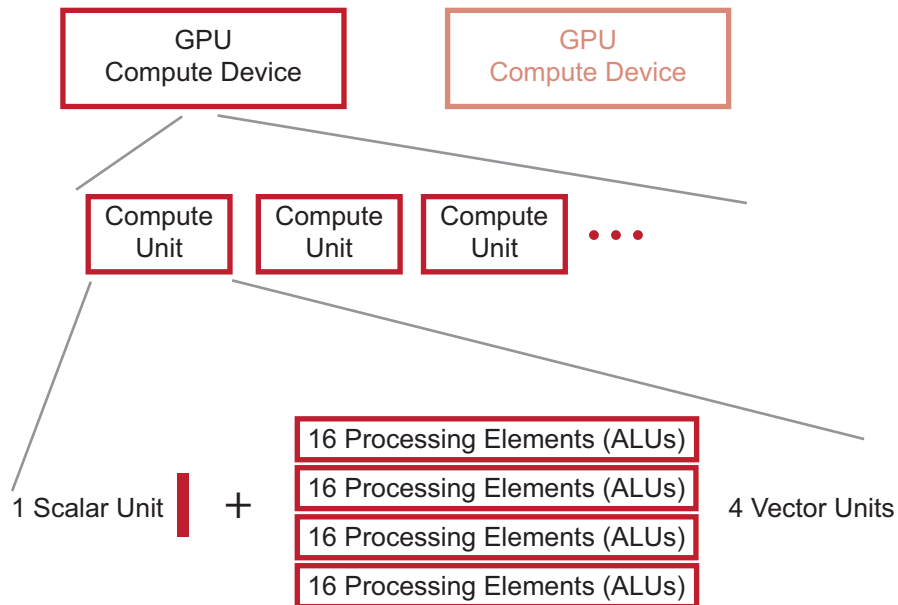 GPU
Compute Device
GPU
Compute Device
Compute
Unit
Compute
Unit
Compute
Unit
1 Scalar Unit
+
16 Processing Elements (ALUs)
16 Processing Elements (ALUs)
16 Processing Elements (ALUs)
16 Processing Elements (ALUs)
4 Vector Units